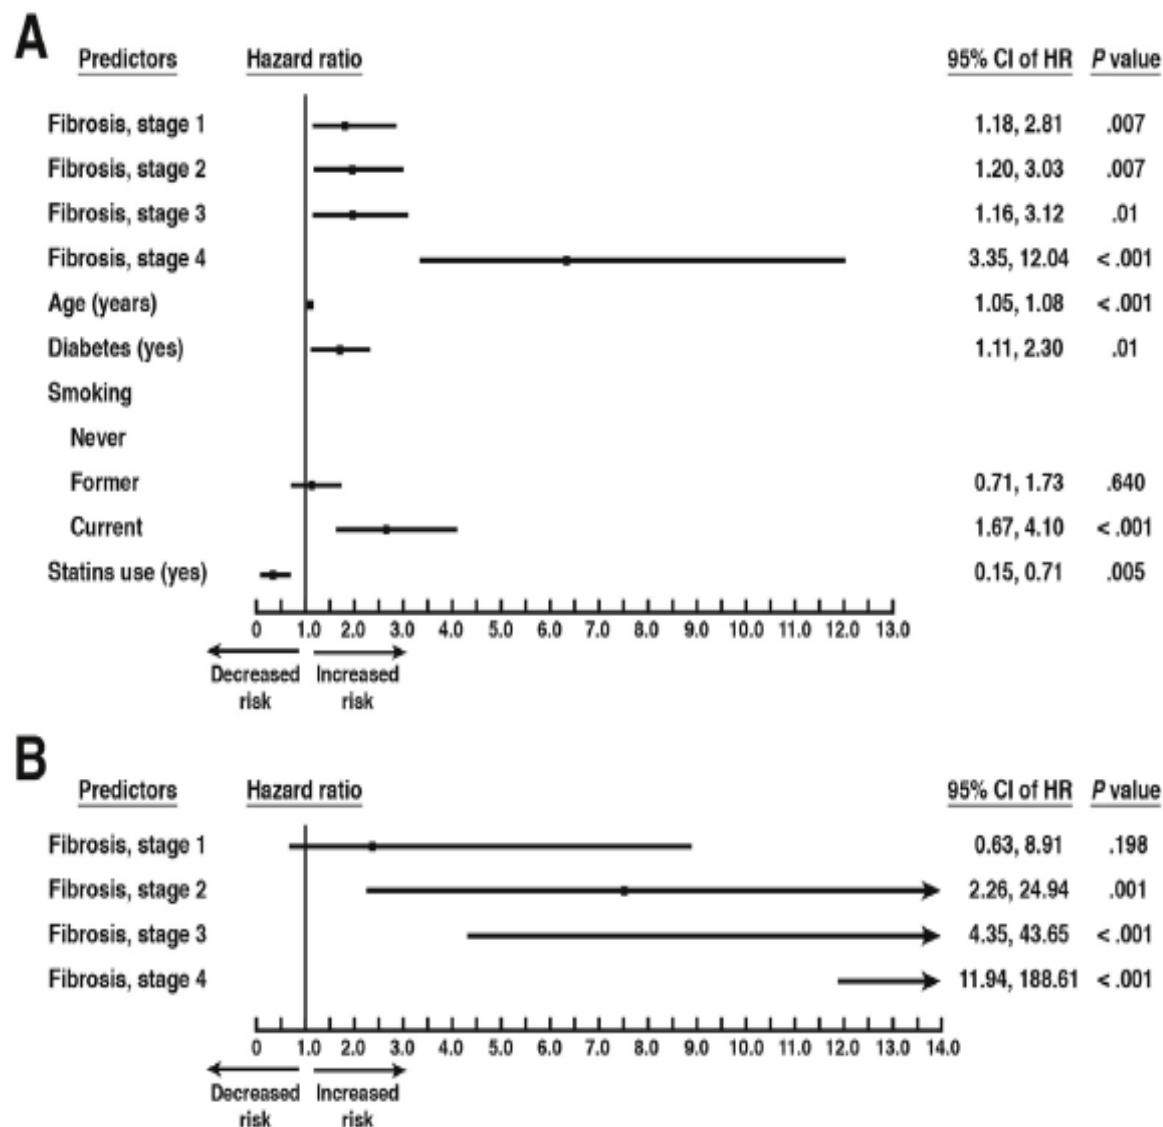 A
Predictors Hazard ratio 95% CI of HR P value
Fibrosis, stage 1 1.18, 2.81 .007
Fibrosis, stage 2 1.20, 3.03 .007
Fibrosis, stage 3 1.16, 3.12 .01
Fibrosis, stage 4 3.35, 12.04 < .001
Age (years) 1.05, 1.08 < .001
Diabetes (yes) 1.11, 2.30 .01
Smoking
Never
Former 0.71, 1.73 .640
Current 1.67, 4.10 < .001
Statins use (yes) 0.15, 0.71 .005
0 1.0 2.0 3.0 4.0 5.0 6.0 7.0 8.0 9.0 10.0 11.0 12.0 13.0
Decreased Increased
risk risk
B
Predictors Hazard ratio 95% CI of HR P value
Fibrosis, stage 1 0.63, 8.91 .198
Fibrosis, stage 2 2.26, 24.94 .001
Fibrosis, stage 3 4.35, 43.65 < .001
Fibrosis, stage 4 11.94, 188.61 < .001
0 1.0 2.0 3.0 4.0 5.0 6.0 7.0 8.0 9.0 10.0 11.0 12.0 13.0 14.0
Decreased Increased
risk risk